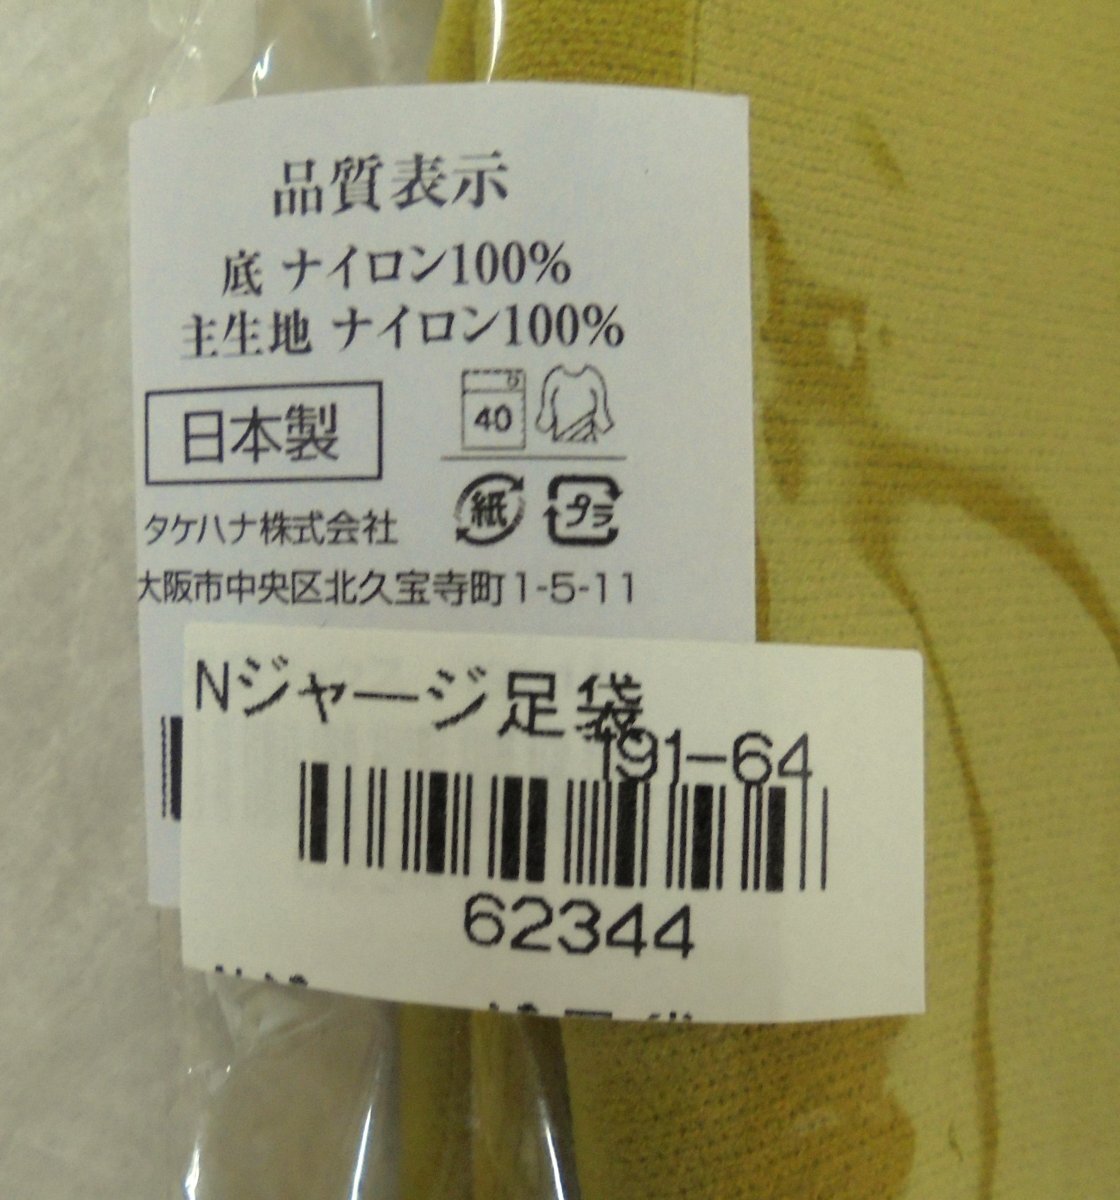 品質表示
底 ナイロン100%
主生地 ナイロン100%
日本製
40
紙 プラ
タケハナ株式会社
大阪市中央区北久宝寺町1-5-11
Nジャージ足袋
191-64
62344